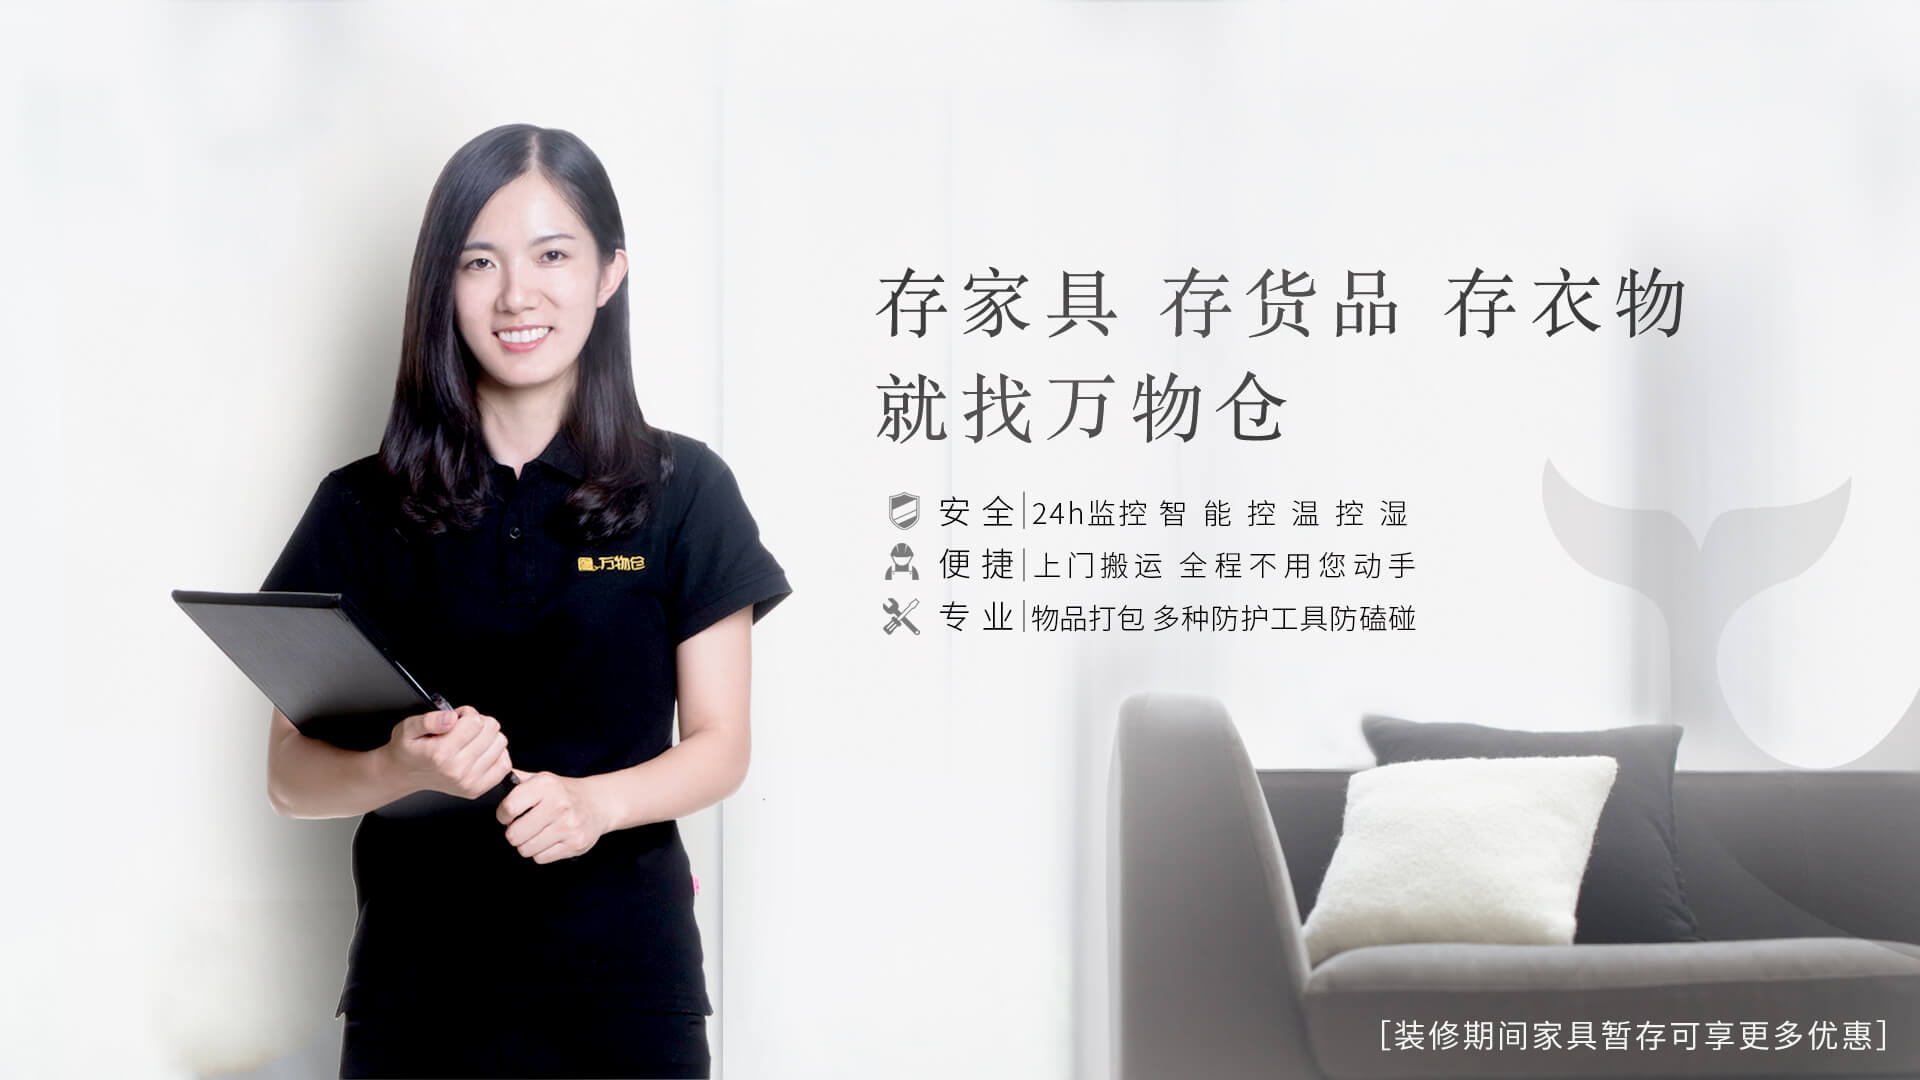 存家具 存货品 存衣物
就找万物仓
安全|24h监控 智能控温控湿
便捷|上门搬运 全程不用您动手
专业|物品打包 多种防护工具防磕碰
万物仓
[装修期间家具暂存可享更多优惠]